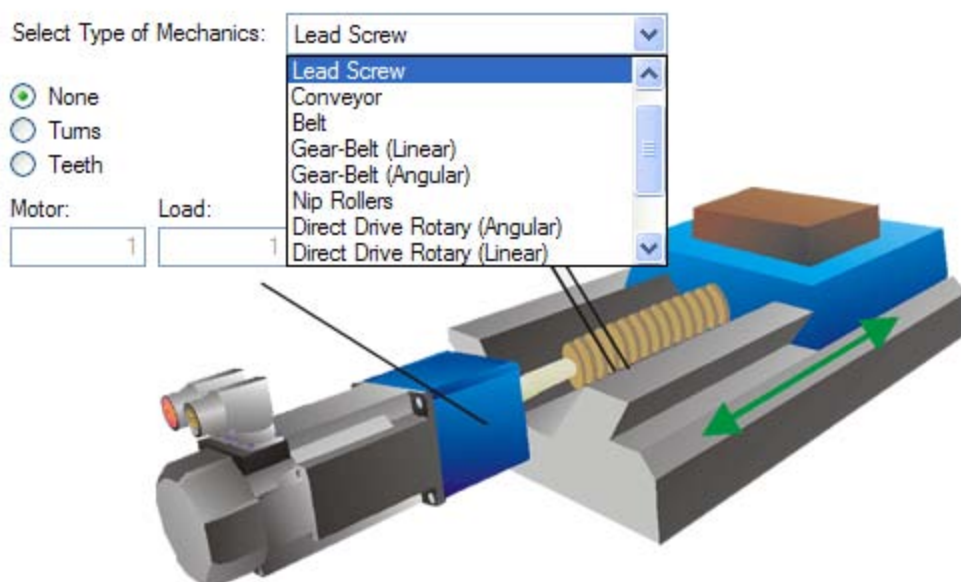 Select Type of Mechanics: Lead Screw
Lead Screw
Conveyor
Belt
Gear-Belt (Linear)
Gear-Belt (Angular)
Nip Rollers
Direct Drive Rotary (Angular)
Direct Drive Rotary (Linear)
None
Turns
Teeth
Motor: Load:
1 1